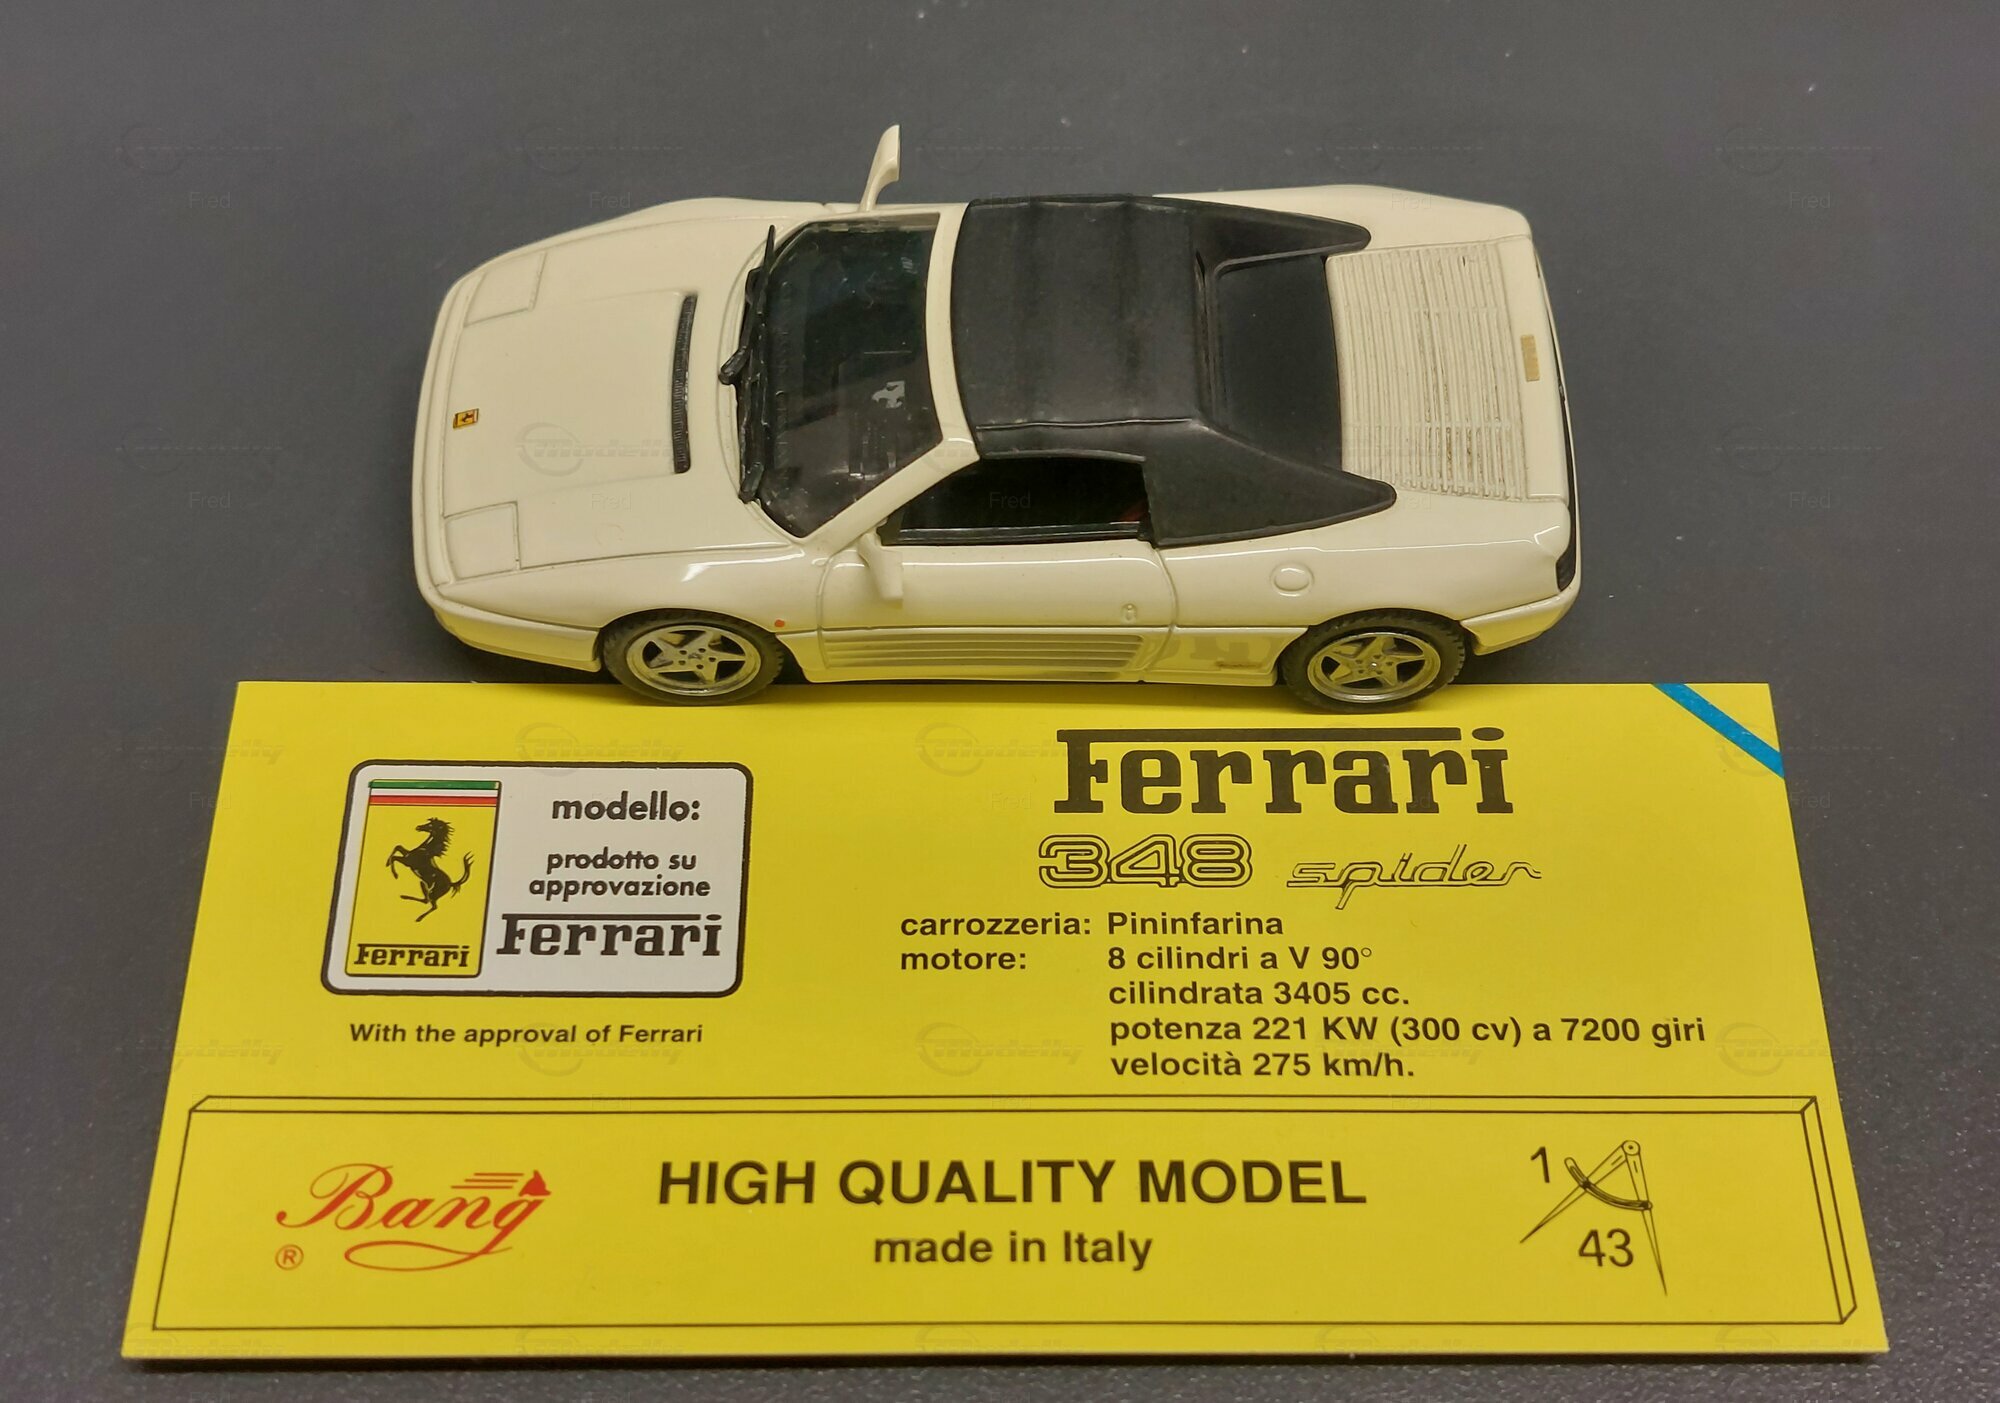 modello:
prodotto su
approvazione
Ferrari
Ferrari
With the approval of Ferrari
Ferrari
348 spider
carrozzeria: Pininfarina
motore: 8 cilindri a V 90°
cilindrata 3405 cc.
potenza 221 KW (300 cv) a 7200 giri
velocità 275 km/h.
Bang
®
HIGH QUALITY MODEL
made in Italy
1
43
Modelly
Fred